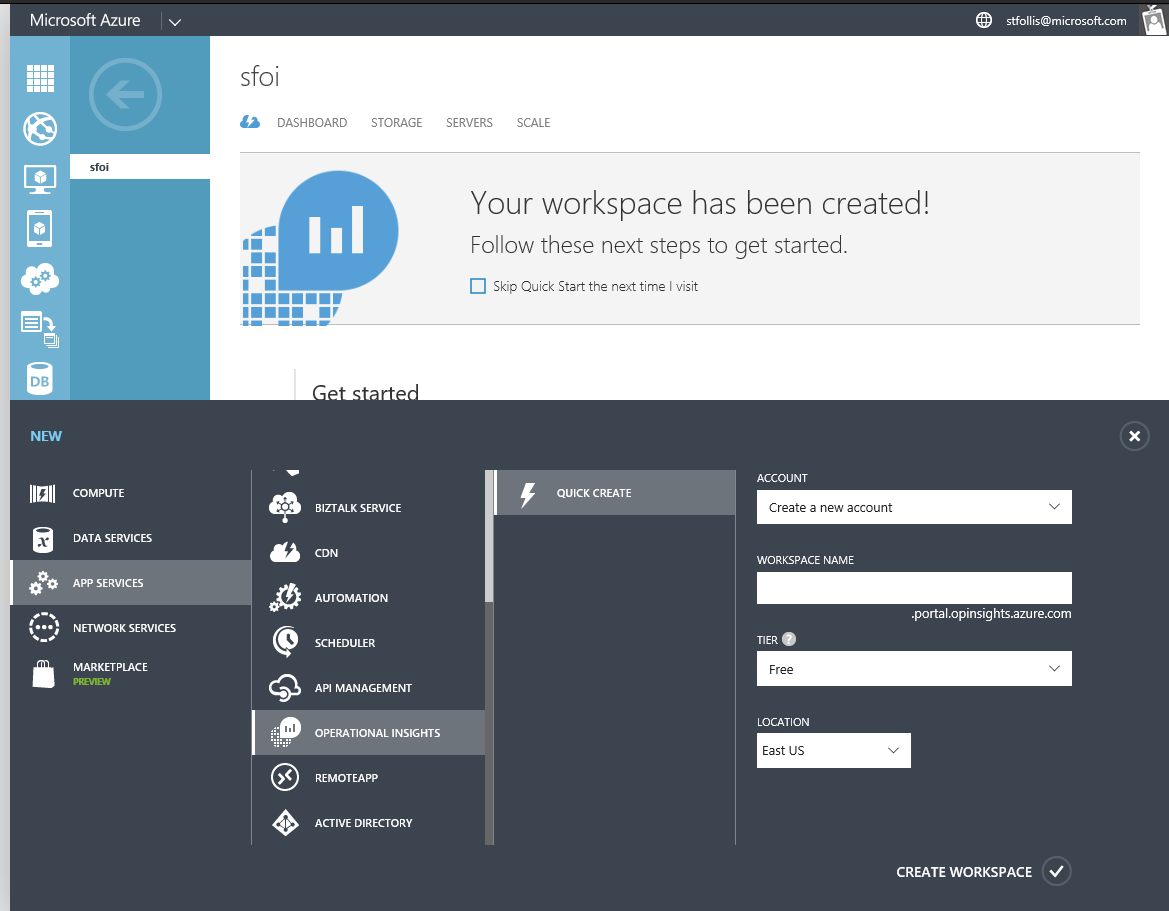 Microsoft Azure
stfollis@microsoft.com
sfoi
sfoi
DASHBOARD STORAGE SERVERS SCALE
Your workspace has been created!
Follow these next steps to get started.
Skip Quick Start the next time I visit
DB
Get started
NEW
COMPUTE
DATA SERVICES
APP SERVICES
NETWORK SERVICES
MARKETPLACE
PREVIEW
BIZTALK SERVICE
CDN
AUTOMATION
SCHEDULER
API MANAGEMENT
OPERATIONAL INSIGHTS
REMOTEAPP
ACTIVE DIRECTORY
QUICK CREATE
ACCOUNT
Create a new account
WORKSPACE NAME
.portal.opinsights.azure.com
TIER ?
Free
LOCATION
East US
CREATE WORKSPACE